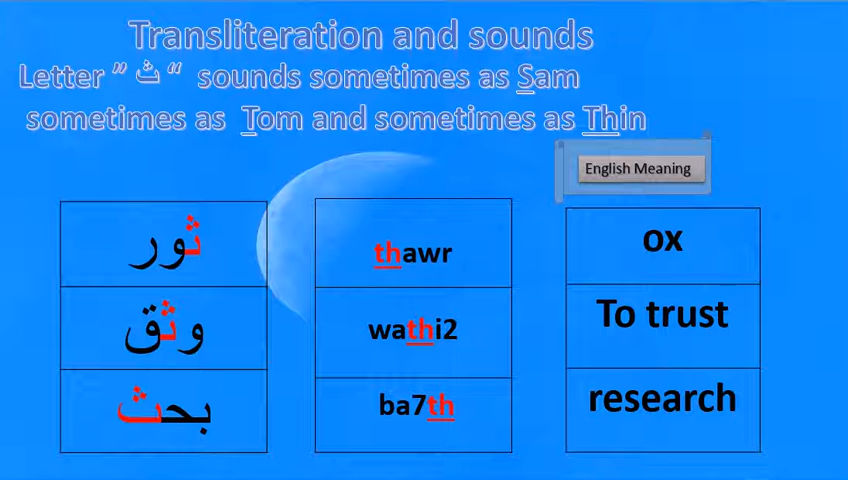 Transliteration and sounds
Letter ” ث “ sounds sometimes as Sam
sometimes as Tom and sometimes as Thin
English Meaning
ثور
thawr
ox
وثق
wathi2
To trust
بحث
ba7th
research